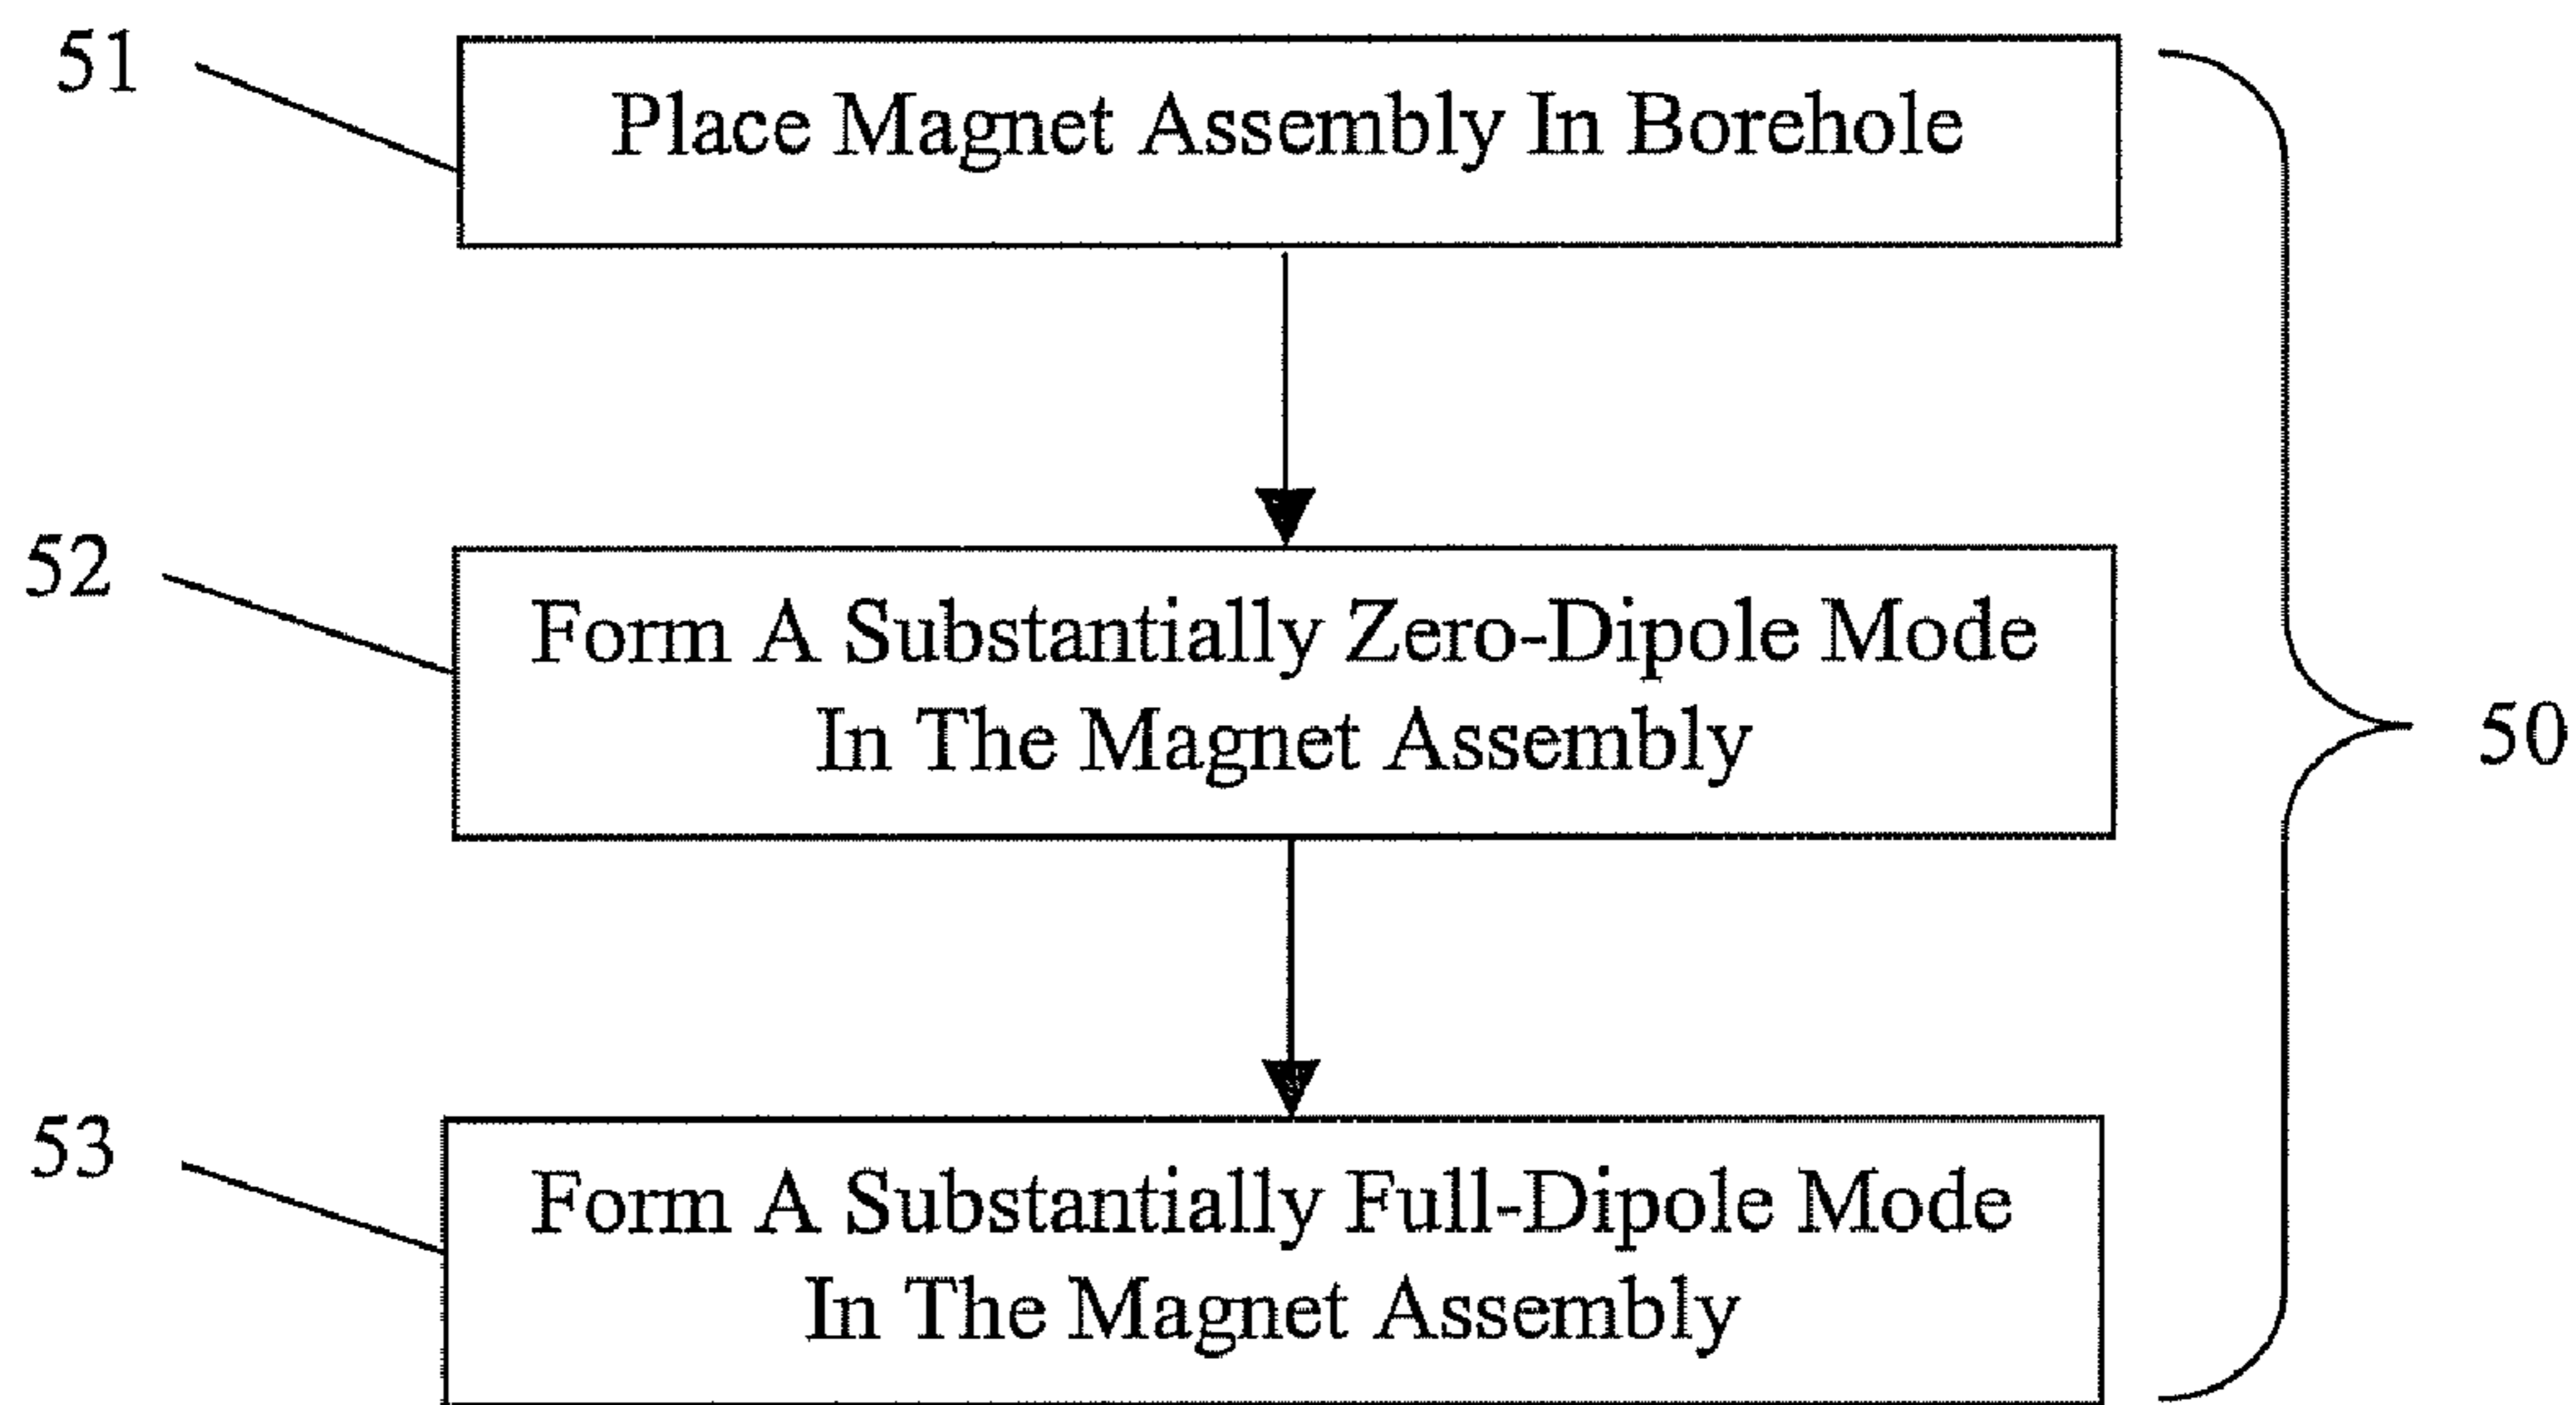 51
Place Magnet Assembly In Borehole
52
Form A Substantially Zero-Dipole Mode
In The Magnet Assembly
50
53
Form A Substantially Full-Dipole Mode
In The Magnet Assembly